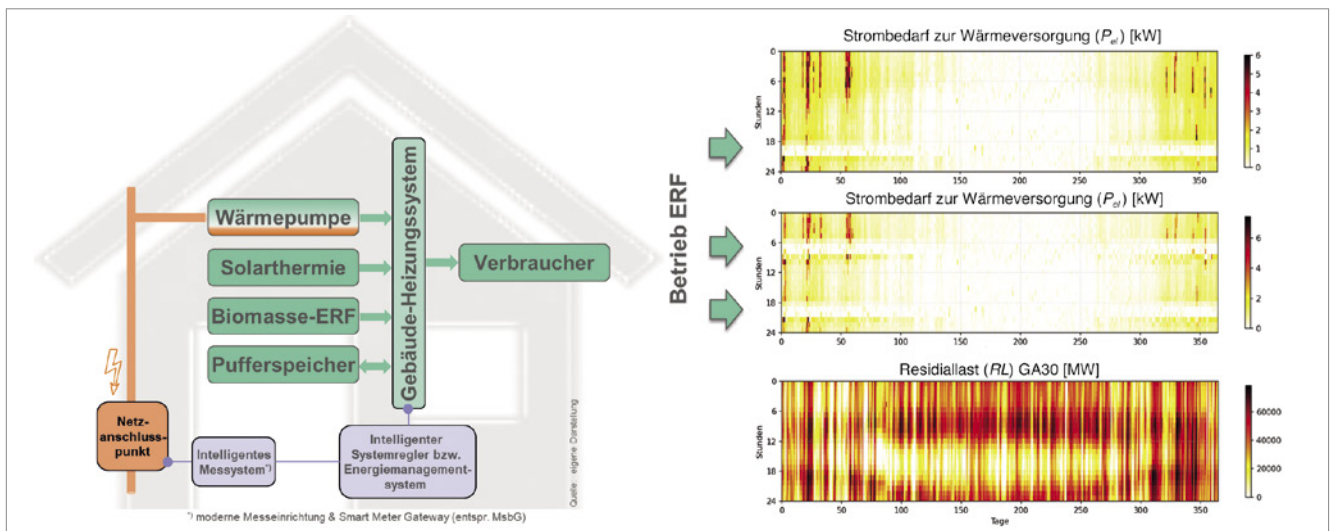 Wärmepumpe
Solarthermie
Biomasse-ERF
Pufferspeicher
Gebäude-Heizungssystem
Verbraucher
Netz-
anschluss-
punkt
Intelligentes
Messystem*)
Intelligenter
Systemregler bzw.
Energiemanagement-
system
Quelle: eigene Darstellung
*) moderne Messeinrichtung & Smart Meter Gateway (entspr. MsbG)
Betrieb ERF
Strombedarf zur Wärmeversorgung (Pel) [kW]
Stunden
0
6
12
18
24
0 50 100 150 200 250 300 350
6
5
4
3
2
1
0
Strombedarf zur Wärmeversorgung (Pel) [kW]
Stunden
0
6
12
18
24
0 50 100 150 200 250 300 350
6
4
2
0
Residiallast (RL) GA30 [MW]
Stunden
0
6
12
18
24
0 50 100 150 200 250 300 350
Tage
60000
40000
20000
0